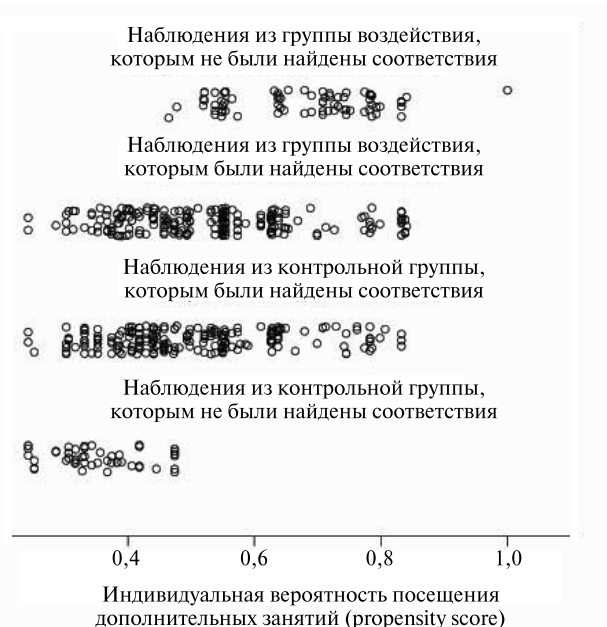 Наблюдения из группы воздействия,
которым не были найдены соответствия
Наблюдения из группы воздействия,
которым были найдены соответствия
Наблюдения из контрольной группы,
которым были найдены соответствия
Наблюдения из контрольной группы,
которым не были найдены соответствия
0,4 0,6 0,8 1,0
Индивидуальная вероятность посещения
дополнительных занятий (propensity score)